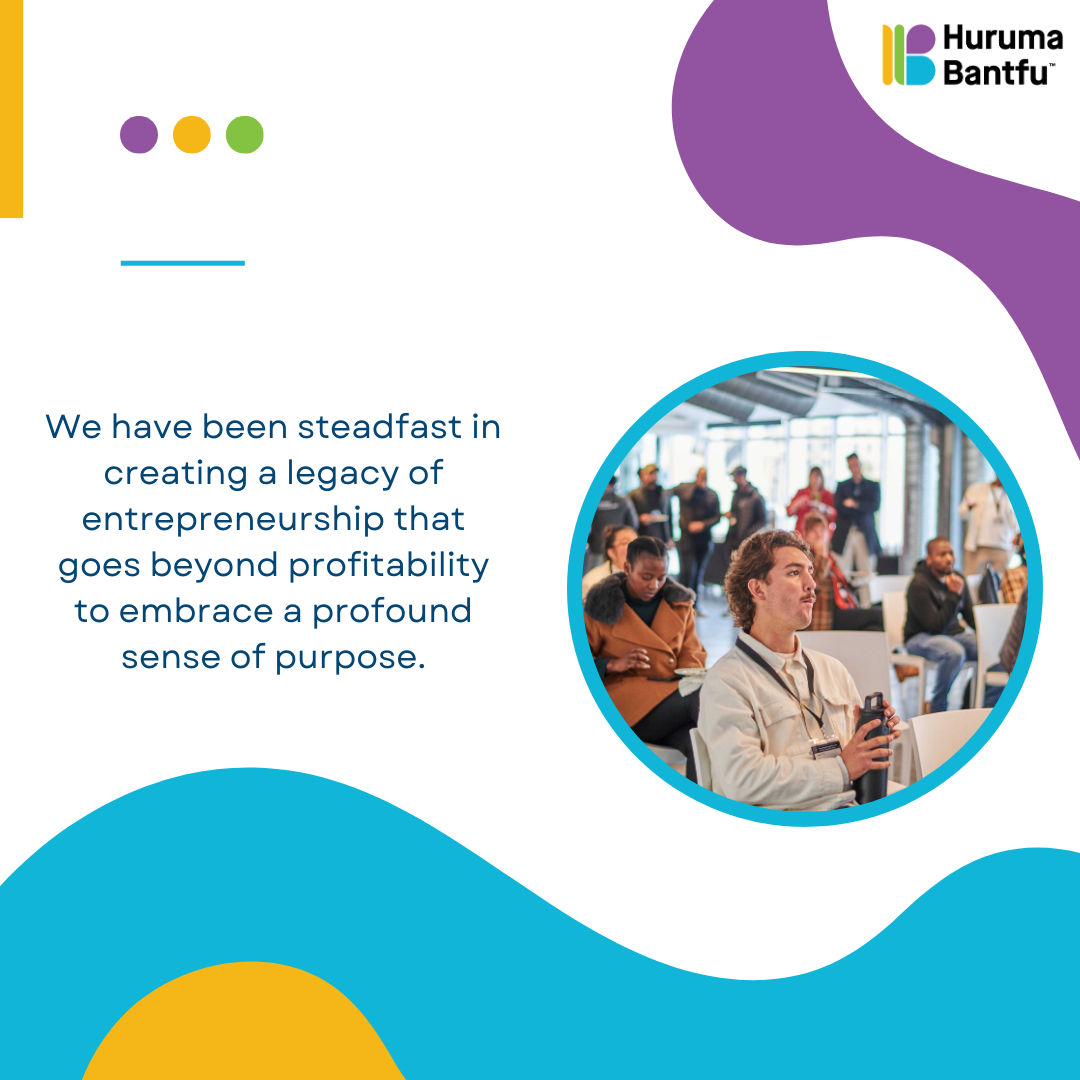 Huruma
Bantfu™
We have been steadfast in
creating a legacy of
entrepreneurship that
goes beyond profitability
to embrace a profound
sense of purpose.